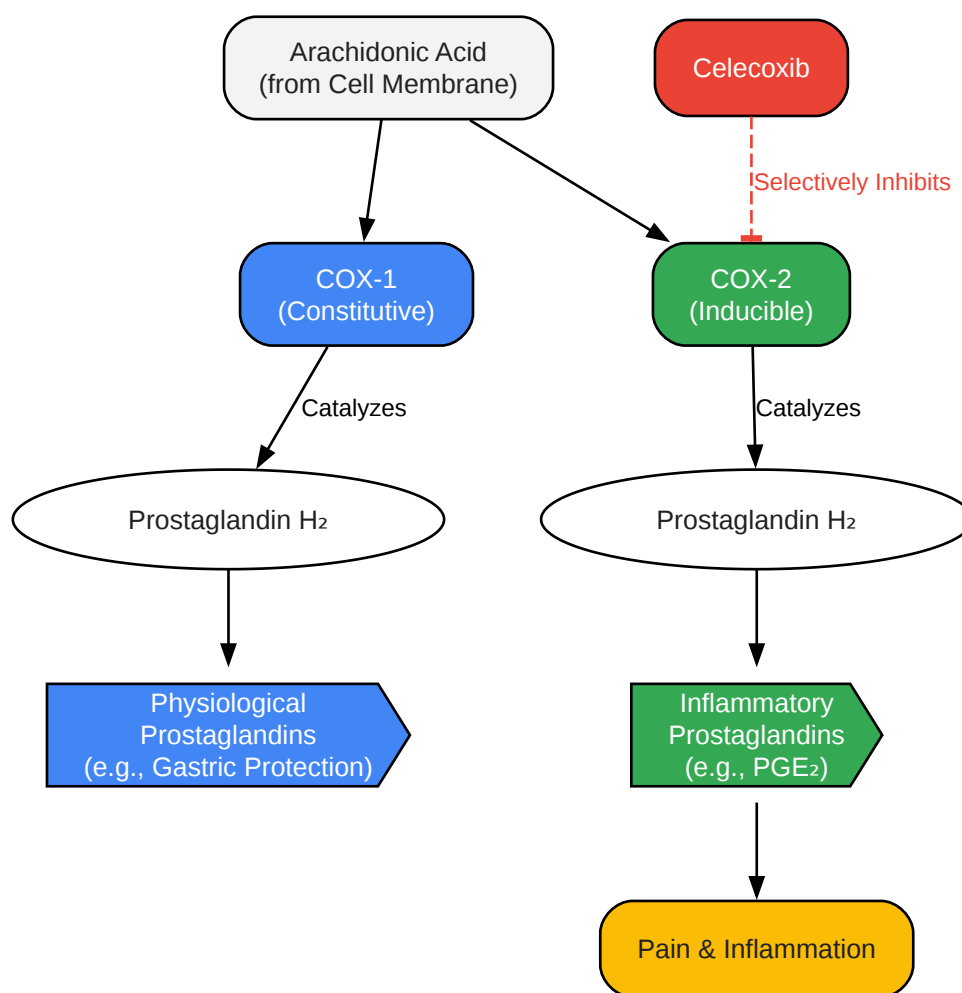 Arachidonic Acid
(from Cell Membrane)
Celecoxib
Selectively Inhibits
COX-1
(Constitutive)
COX-2
(Inducible)
Catalyzes
Catalyzes
Prostaglandin H₂
Prostaglandin H₂
Physiological
Prostaglandins
(e.g., Gastric Protection)
Inflammatory
Prostaglandins
(e.g., PGE₂)
Pain & Inflammation